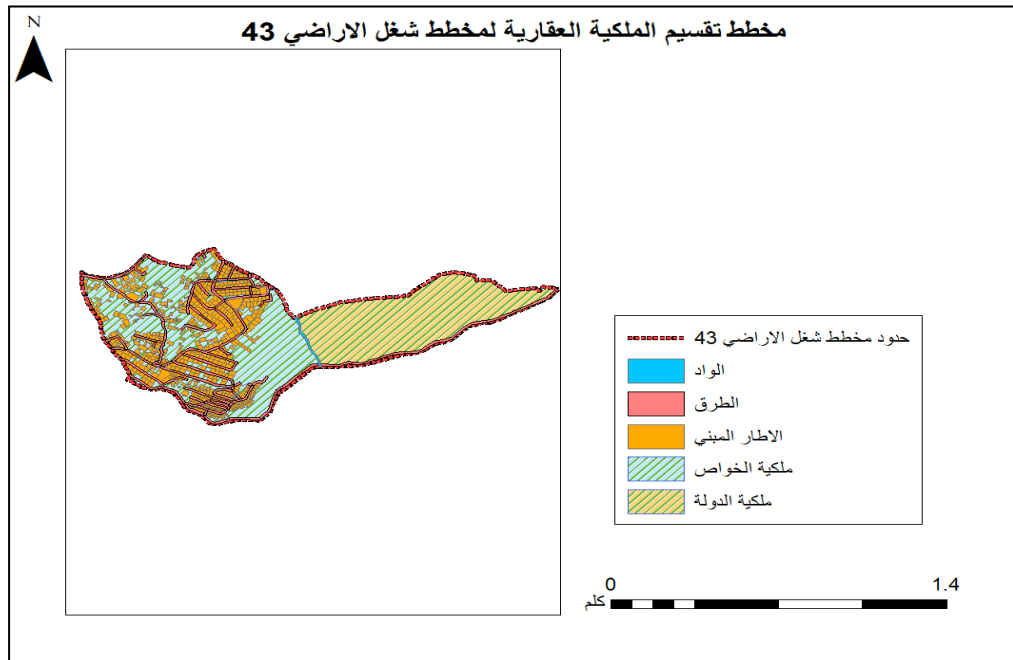 مخطط تقسيم الملكية العقارية لمخطط شغل الاراضي 43
N
حدود مخطط شغل الاراضي 43
الواد
الطرق
الاطار المبني
ملكية الخواص
ملكية الدولة
0 1.4
كلم